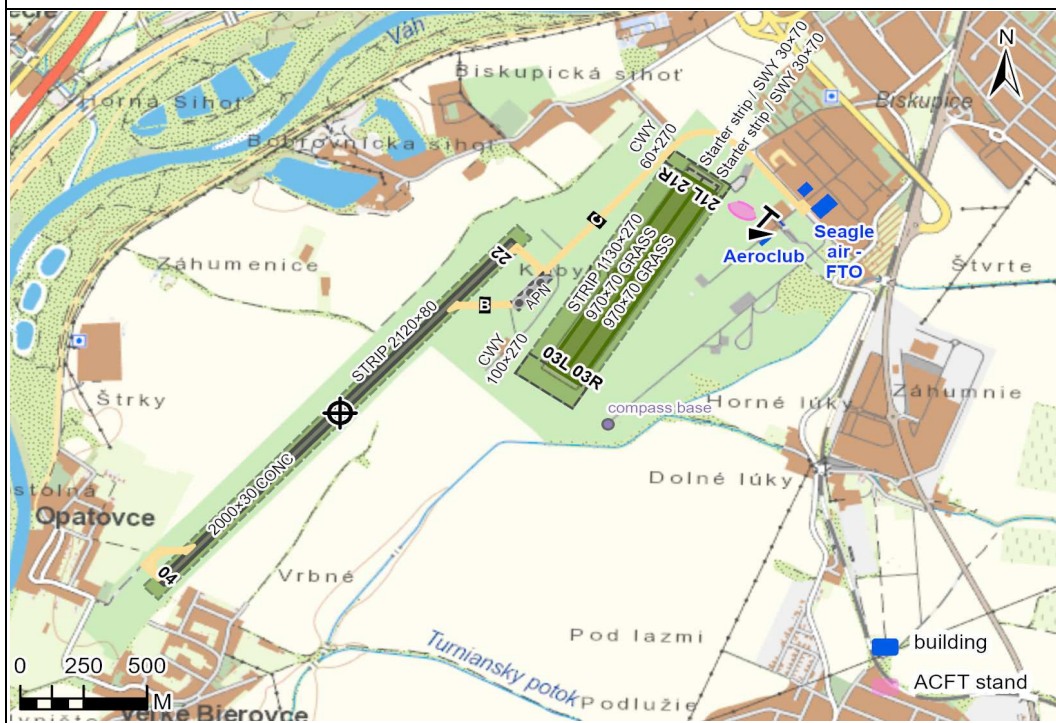 Váh
Biskupická sihoť
Horná Sihoť
Bobrovnícka sihoť
Starter strip / SWY 30×70
Starter strip / SWY 30×70
N
Biskupice
CWY
60×270
21L 21R
C
STRIP 1130×270
970×70 GRASS
970×70 GRASS
Aeroclub
Seagle
air -
FTO
Štvrte
Záhumenice
22
APN
B
STRIP 2120×80
CWY
100×270
03L 03R
compass base
Horné lúky
Záhumnie
Štrky
Dolné lúky
2000×30 CONC
Opatovce
04
Vrbné
Turniansky potok
Pod lazmi
Podlužie
building
ACFT stand
0 250 500
M
Veľké Bierovce